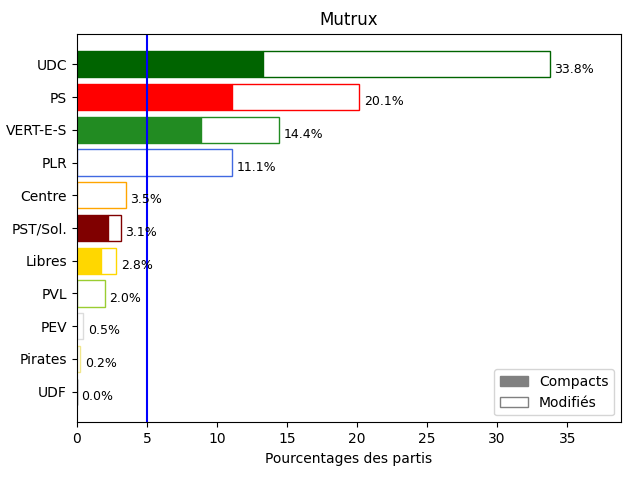 Mutrux
UDC 33.8%
PS 20.1%
VERT-E-S 14.4%
PLR 11.1%
Centre 3.5%
PST/Sol. 3.1%
Libres 2.8%
PVL 2.0%
PEV 0.5%
Pirates 0.2%
UDF 0.0%
Compacts
Modifiés
0 5 10 15 20 25 30 35
Pourcentages des partis